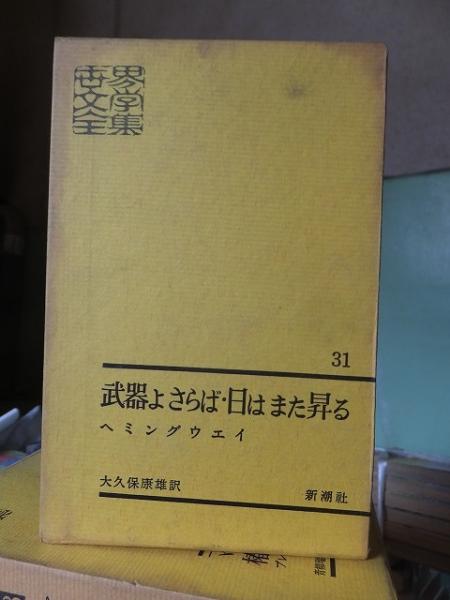 世界
文学
全集
31
武器よさらば・日はまた昇る
ヘミングウエイ
大久保康雄訳
新潮社